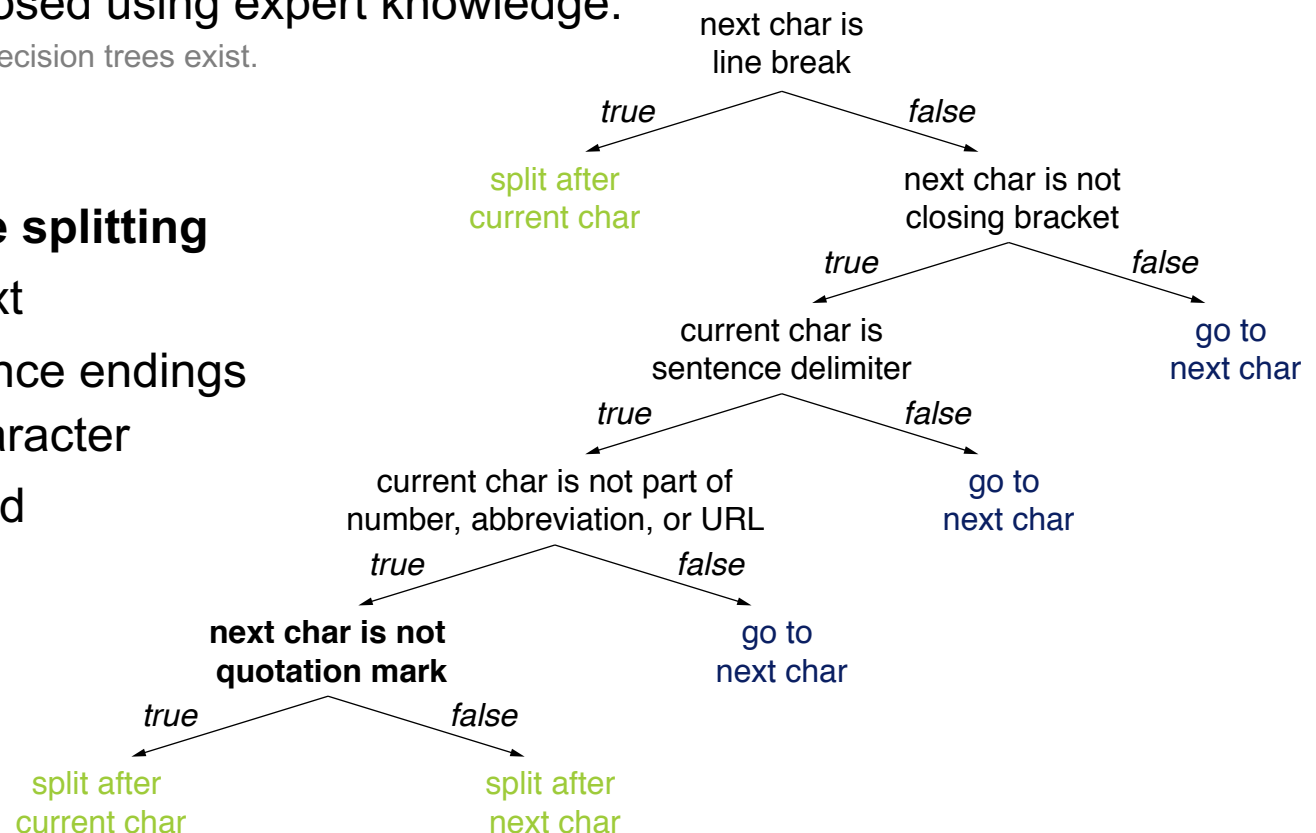 osed using expert knowledge.
ecision trees exist.
e splitting
xt
nce endings
aracter
d
next char is
line break
true
false
split after
current char
next char is not
closing bracket
true
false
current char is
sentence delimiter
go to
next char
true
false
current char is not part of
number, abbreviation, or URL
go to
next char
true
false
next char is not
quotation mark
go to
next char
true
false
split after
current char
split after
next char